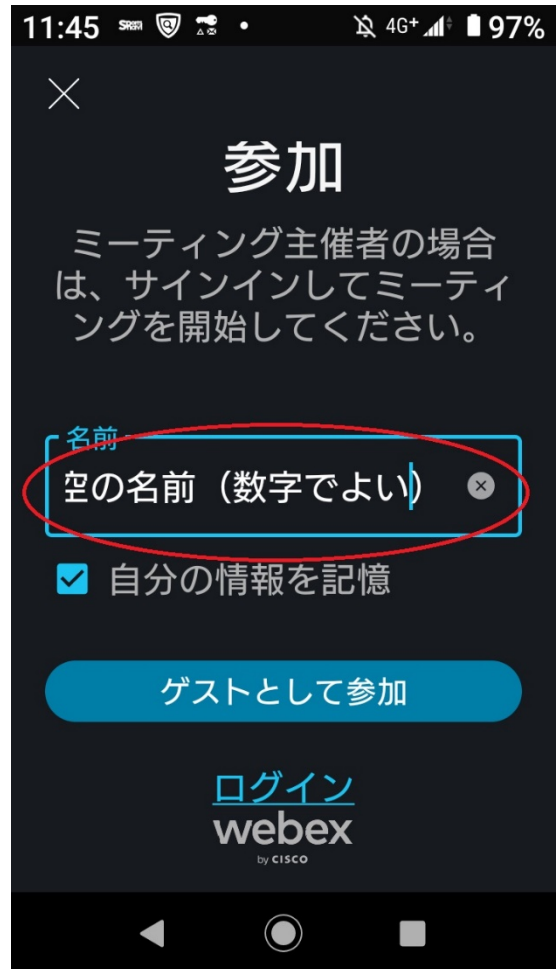 11:45 4G+ 97%
参加
ミーティング主催者の場合
は、サインインしてミーティ
ングを開始してください。
名前
空の名前（数字でよい）
自分の情報を記憶
ゲストとして参加
ログイン
webex
by CISCO